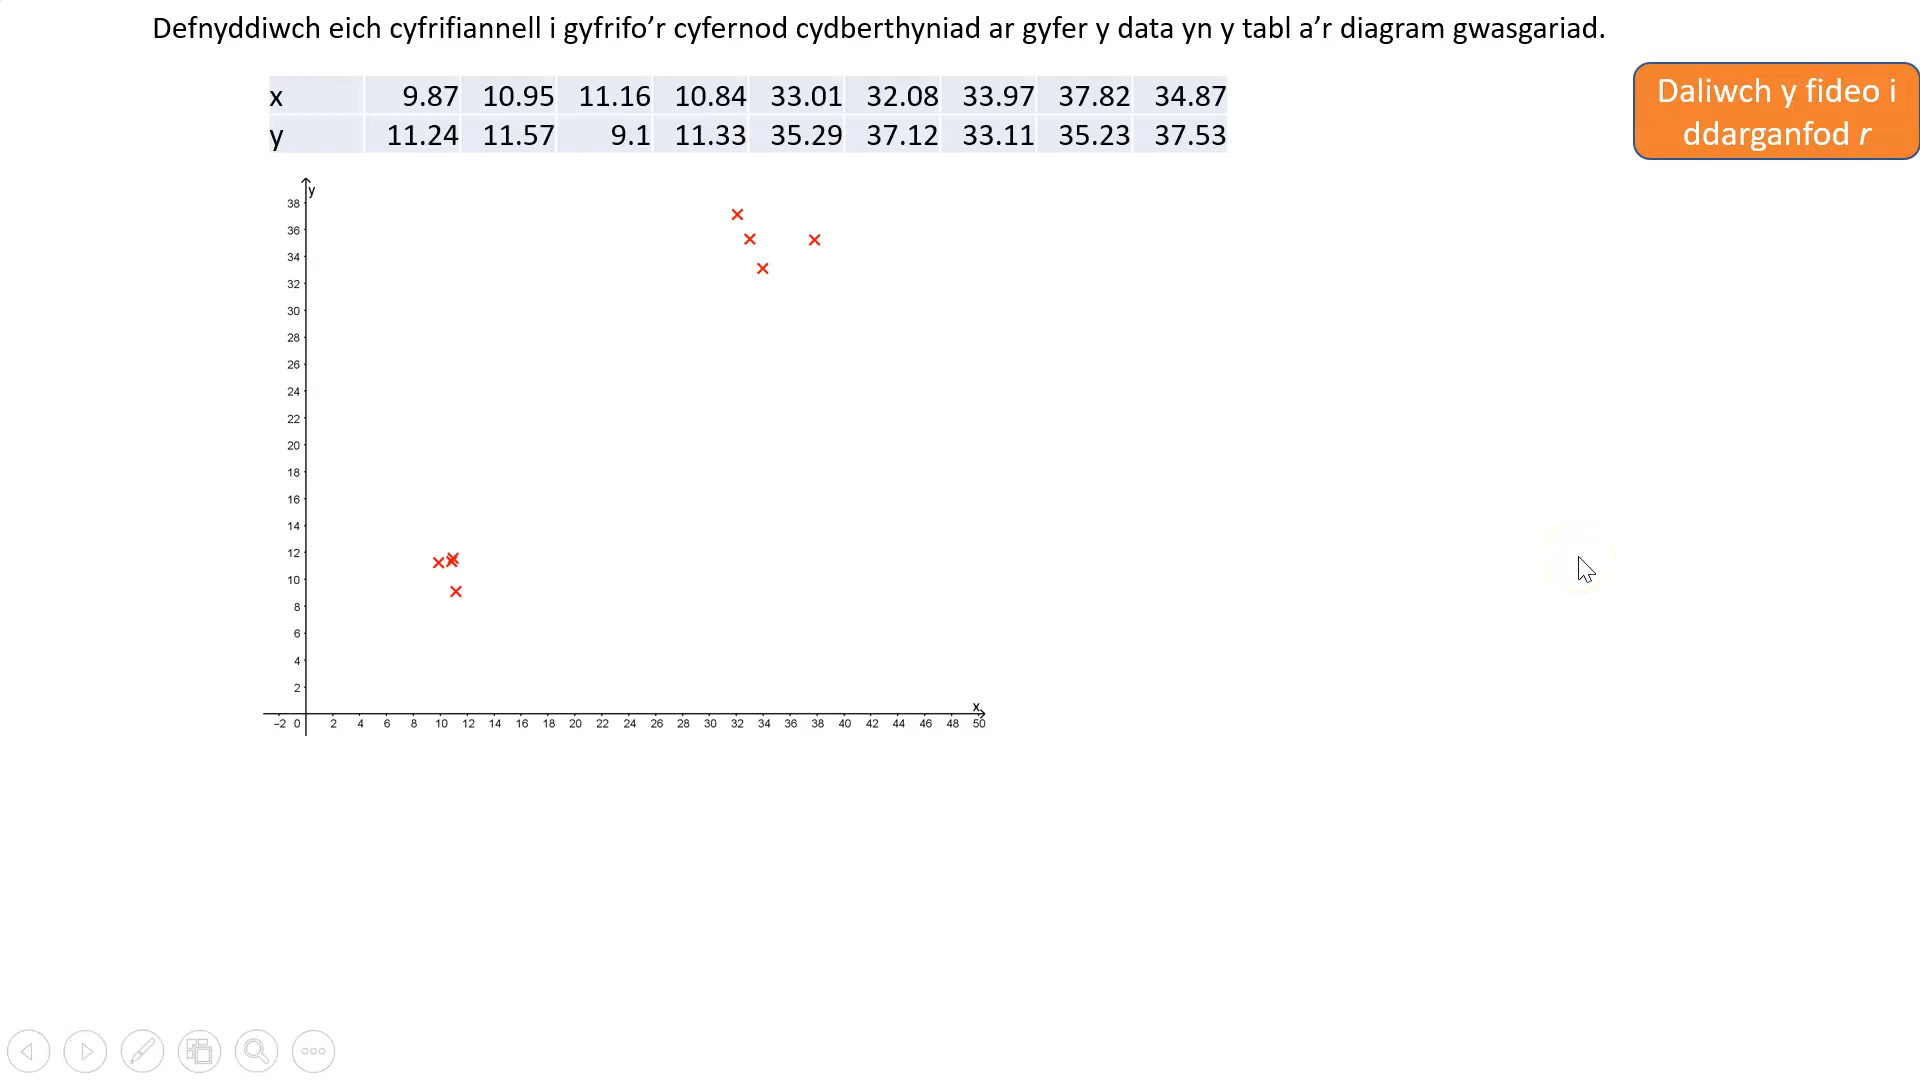 Defnyddiwch eich cyfrifiannell i gyfrifo’r cyfernod cydberthyniad ar gyfer y data yn y tabl a’r diagram gwasgariad.
x 9.87 10.95 11.16 10.84 33.01 32.08 33.97 37.82 34.87
y 11.24 11.57 9.1 11.33 35.29 37.12 33.11 35.23 37.53
Daliwch y fideo i
ddarganfod r
y
38
36
34
32
30
28
26
24
22
20
18
16
14
12
10
8
6
4
2
x
−2 0 2 4 6 8 10 12 14 16 18 20 22 24 26 28 30 32 34 36 38 40 42 44 46 48 50